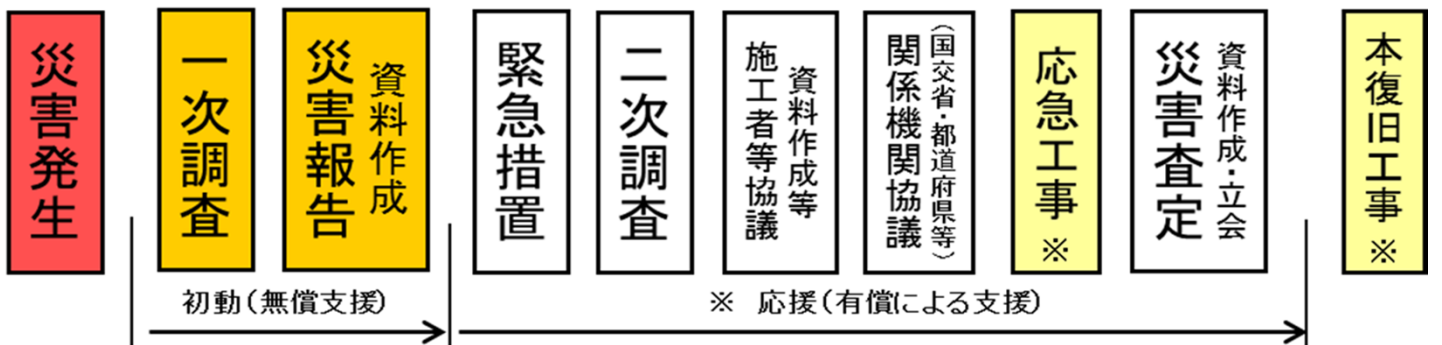 災害発生
一次調査
災害報告
資料作成
緊急措置
二次調査
施工者等協議
資料作成等
関係機関協議
（国交省・都道府県等）
応急工事※
災害査定
資料作成・立会
本復旧工事※
初動（無償支援）
※ 応援（有償による支援）